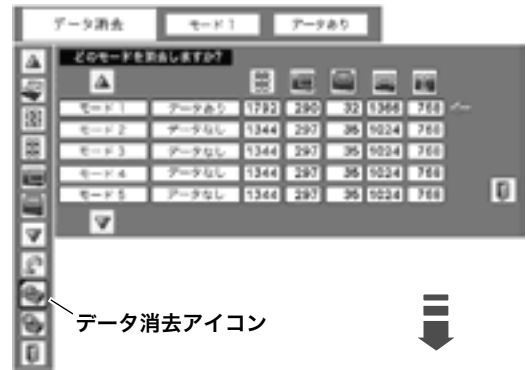 データ消去 モード1 データあり
どのモードを消去しますか?
モード1 データあり 1792 290 32 1366 768
モード2 データなし 1344 297 35 1024 768
モード3 データなし 1344 297 35 1024 768
モード4 データなし 1344 297 35 1024 768
モード5 データなし 1344 297 35 1024 768
データ消去アイコン